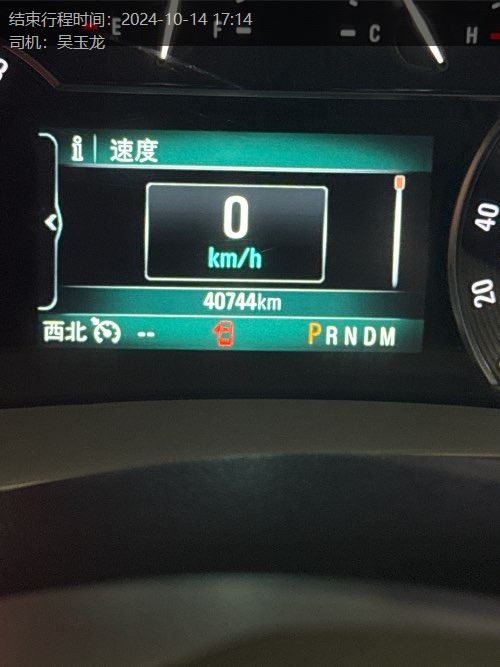 结束行程时间：2024-10-14 17:14
司机：吴玉龙
E F C H
i 速度
0
km/h
40
40744km
20
西北 -- PRNDM